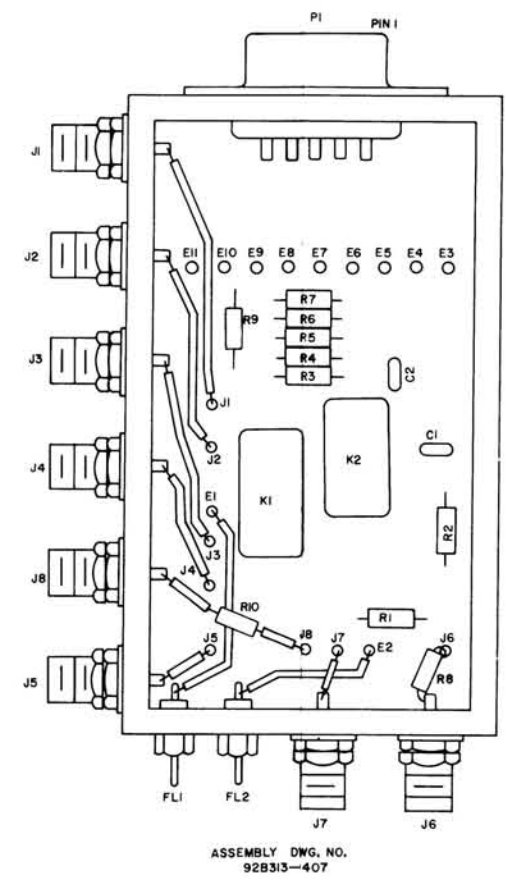 P1 PIN 1
J1
J2
E11 E10 E9 E8 E7 E6 E5 E4 E3
R7
R9 R6
R5
J3 R4
R3 C2
J1
C1
J2 K2
J4
E1 K1
R2
J3
J4
J8
R10
R1
J5 J8 J7 E2 J6
J5 R8
FL1 FL2
J7 J6
ASSEMBLY DWG. NO.
928313-407